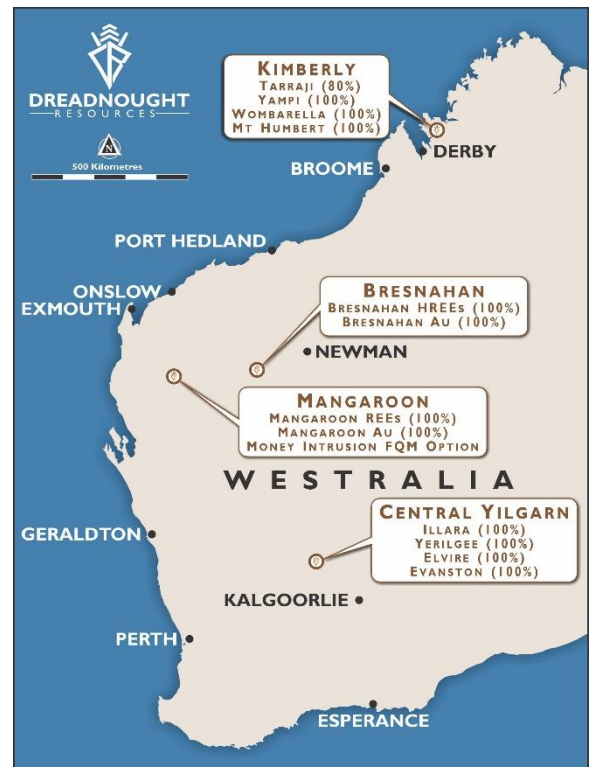 DREADNOUGHT
RESOURCES
N
500 KILOMETRES
KIMBERLY
TARRAJI (80%)
YAMPI (100%)
WOMBARELLA (100%)
MT HUMBERT (100%)
DERBY
BROOME
PORT HEDLAND
ONSLOW
EXMOUTH
BRESNAHAN
BRESNAHAN HREES (100%)
BRESNAHAN AU (100%)
NEWMAN
MANGAROON
MANGAROON REES (100%)
MANGAROON AU (100%)
MONEY INTRUSION FQM OPTION
WESTRALIA
CENTRAL YILGARN
ILLARA (100%)
YERILGEE (100%)
ELVIRE (100%)
EVANSTON (100%)
GERALDTON
KALGOORLIE
PERTH
ESPERANCE